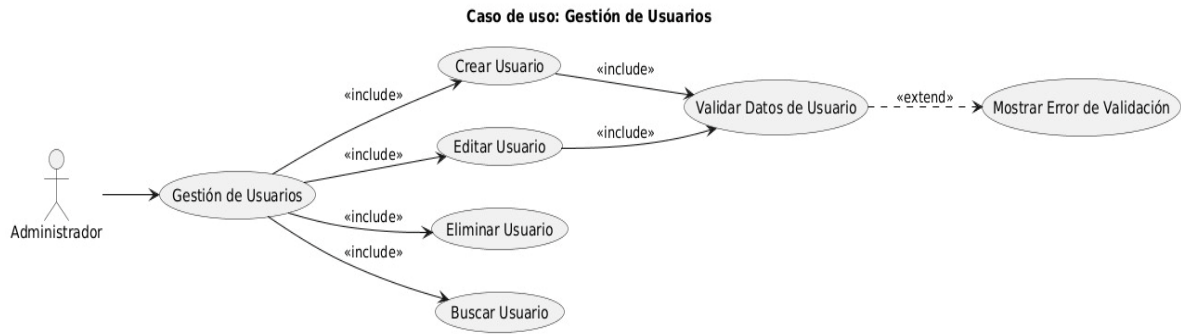 Caso de uso: Gestión de Usuarios
Crear Usuario
«include»
Validar Datos de Usuario
«extend»
Mostrar Error de Validación
«include»
«include»
Editar Usuario
«include»
Gestión de Usuarios
Administrador
«include»
Eliminar Usuario
«include»
Buscar Usuario